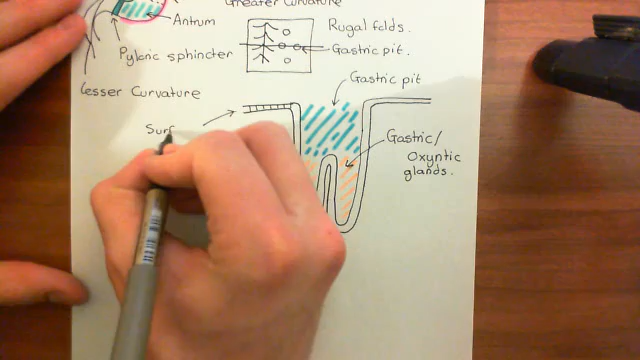 Greater Curvature
Antrum
Rugal folds.
Pyloric sphincter
Gastric pit.
Lesser Curvature
Gastric pit
Surf
Gastric/
Oxyntic
glands.